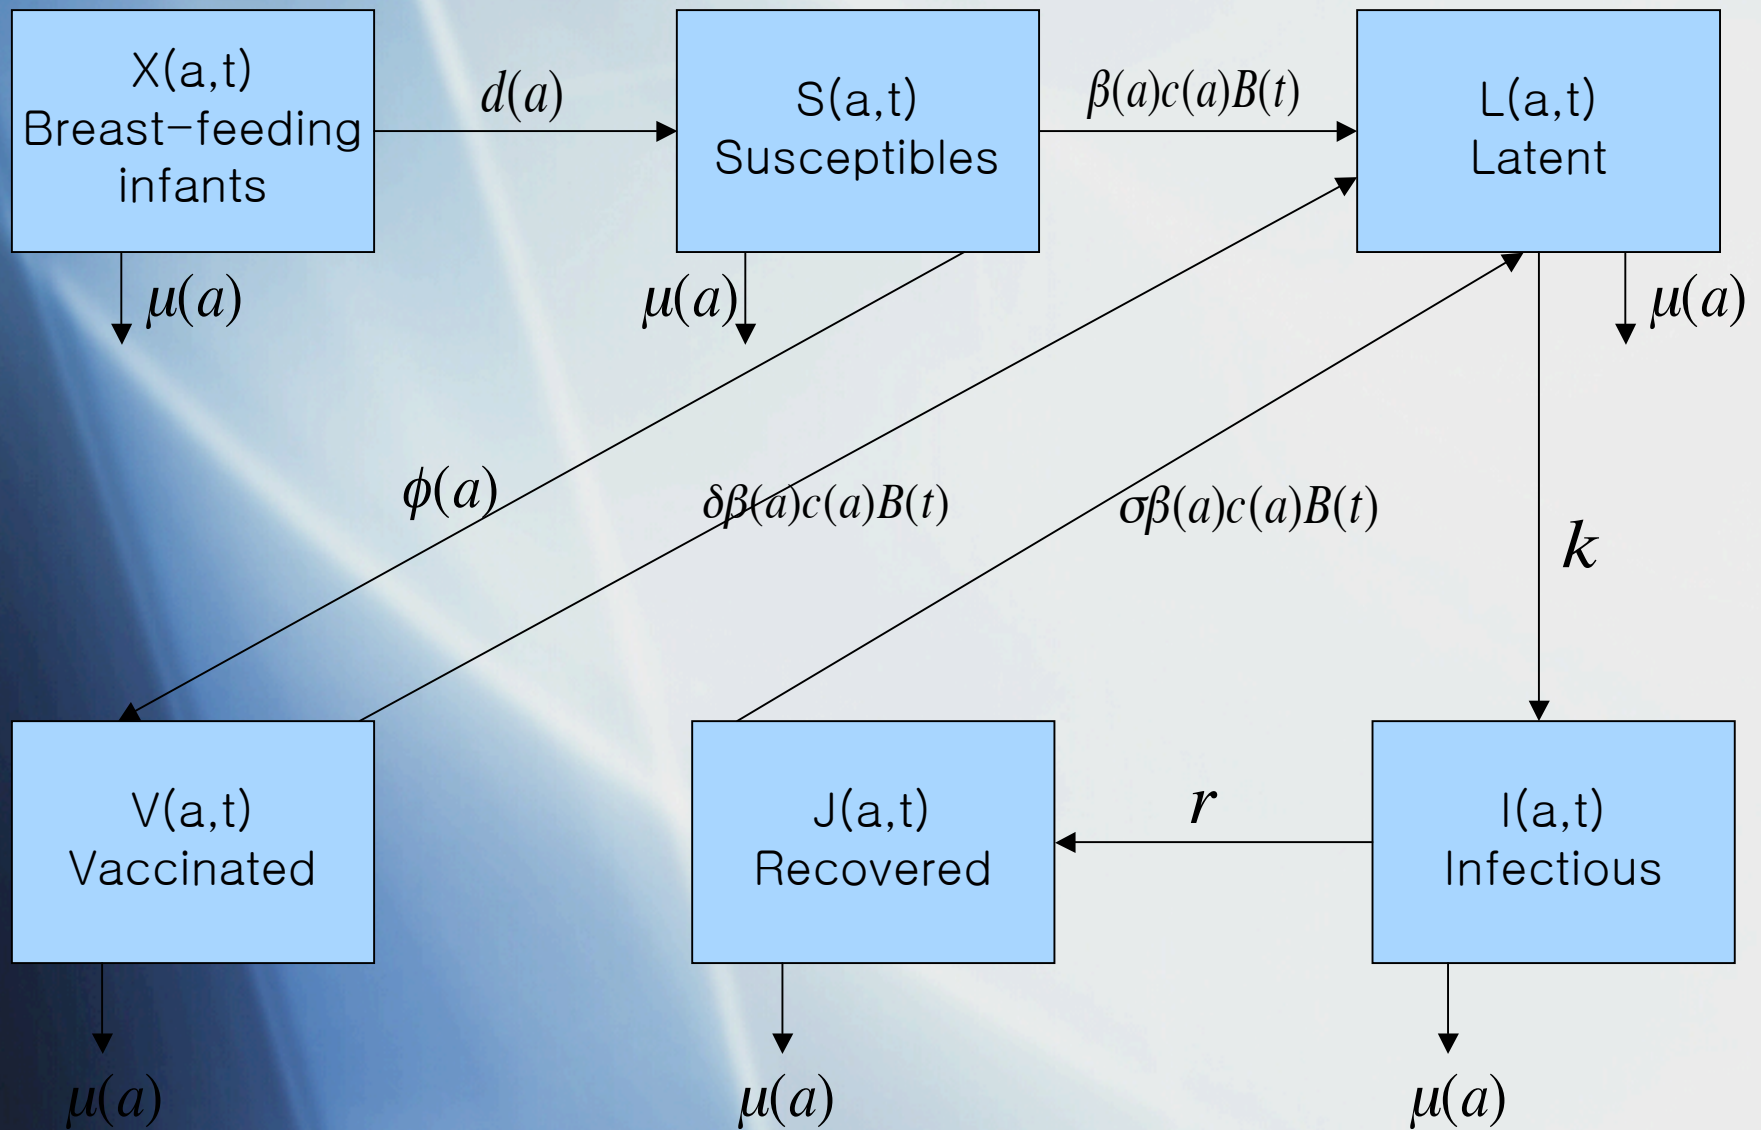 X(a,t)
Breast-feeding
infants
d(a)
S(a,t)
Susceptibles
β(a)c(a)B(t)
L(a,t)
Latent
μ(a)
μ(a)
μ(a)
ϕ(a)
δβ(a)c(a)B(t)
σβ(a)c(a)B(t)
k
V(a,t)
Vaccinated
J(a,t)
Recovered
r
I(a,t)
Infectious
μ(a)
μ(a)
μ(a)